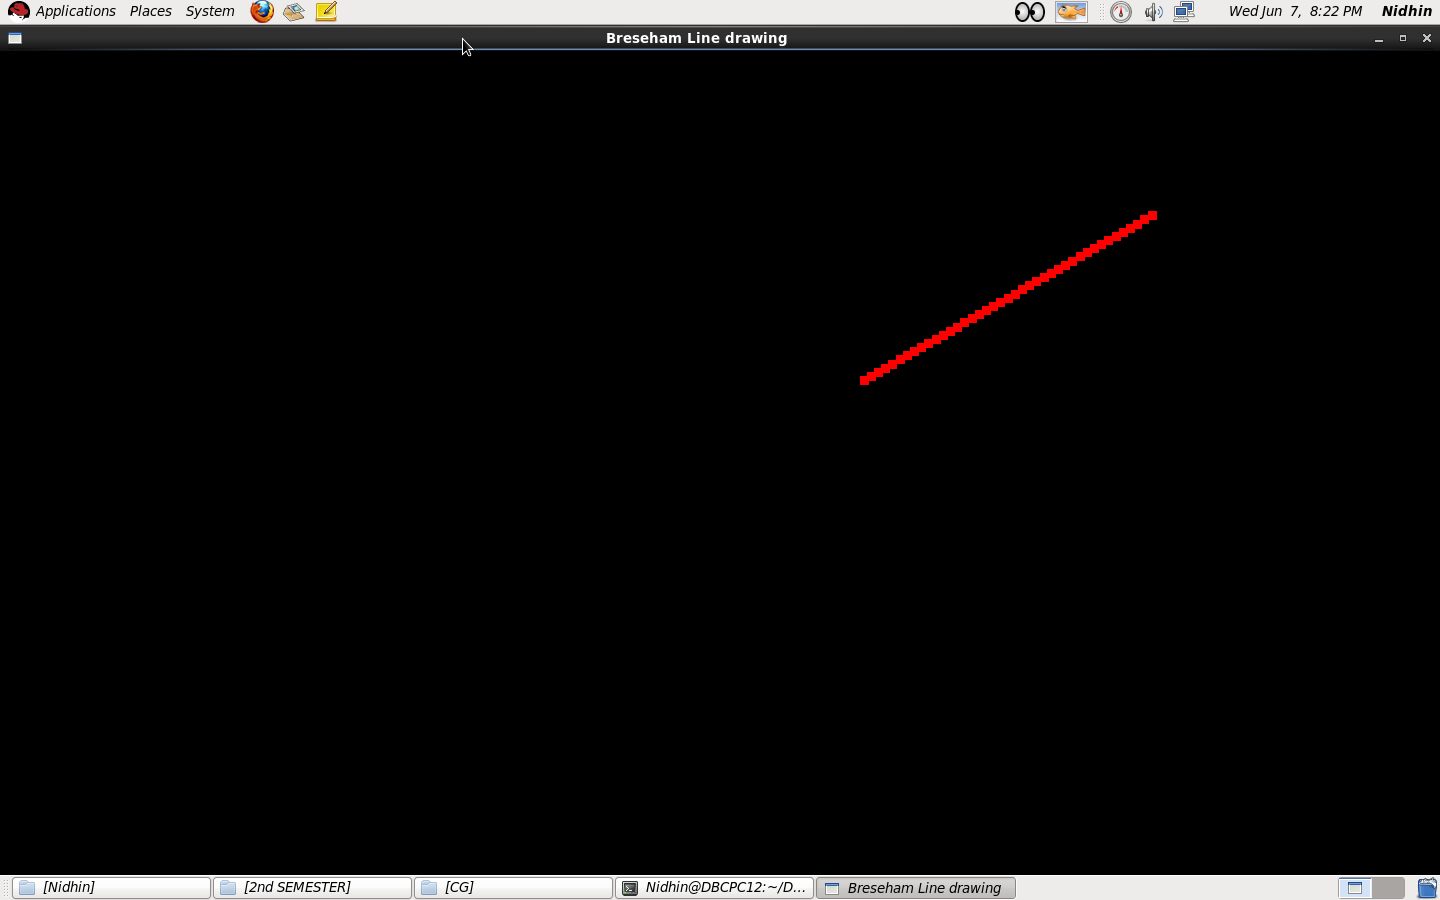 Applications Places System Wed Jun 7, 8:22 PM Nidhin
Breseham Line drawing
[Nidhin] [2nd SEMESTER] [CG] Nidhin@DBCPC12:~/D... Breseham Line drawing